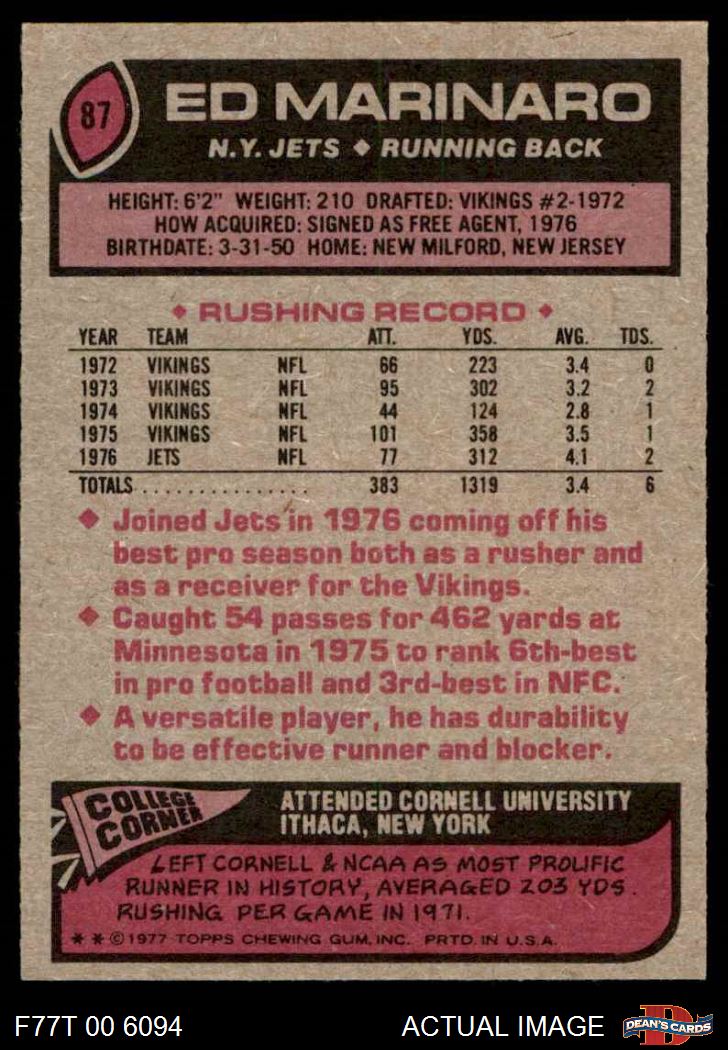 87
ED MARINARO
N.Y. JETS ◆ RUNNING BACK
HEIGHT: 6'2" WEIGHT: 210 DRAFTED: VIKINGS #2-1972
HOW ACQUIRED: SIGNED AS FREE AGENT, 1976
BIRTHDATE: 3-31-50 HOME: NEW MILFORD, NEW JERSEY
◆ RUSHING RECORD ◆
YEAR TEAM ATT. YDS. AVG. TDS.
1972 VIKINGS NFL 66 223 3.4 0
1973 VIKINGS NFL 95 302 3.2 2
1974 VIKINGS NFL 44 124 2.8 1
1975 VIKINGS NFL 101 358 3.5 1
1976 JETS NFL 77 312 4.1 2
TOTALS................ 383 1319 3.4 6
◆ Joined Jets in 1976 coming off his
best pro season both as a rusher and
as a receiver for the Vikings.
◆ Caught 54 passes for 462 yards at
Minnesota in 1975 to rank 6th-best
in pro football and 3rd-best in NFC.
◆ A versatile player, he has durability
to be effective runner and blocker.
COLLEGE
CORNER
ATTENDED CORNELL UNIVERSITY
ITHACA, NEW YORK
LEFT CORNELL & NCAA AS MOST PROLIFIC
RUNNER IN HISTORY, AVERAGED 203 YDS.
RUSHING PER GAME IN 1971.
* * © 1977 TOPPS CHEWING GUM, INC. PRTD. IN U.S.A.
F77T 00 6094
ACTUAL IMAGE
D
DEAN'S CARDS